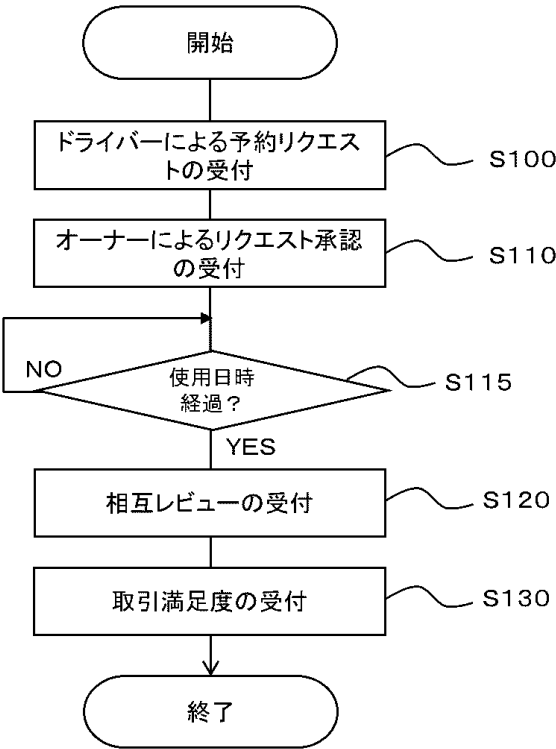 開始
ドライバーによる予約リクエス
トの受付
S100
オーナーによるリクエスト承認
の受付
S110
NO
使用日時
経過？
S115
YES
相互レビューの受付
S120
取引満足度の受付
S130
終了